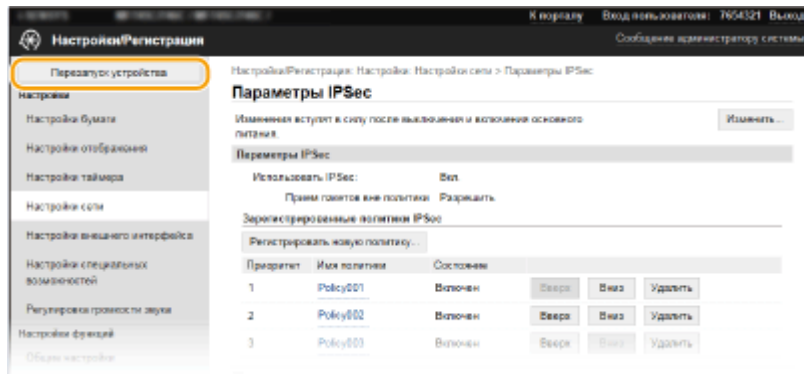 К порталу Вход пользователя: 7654321 Выход
Настройки/Регистрация
Сообщение администратору системы
Перезапуск устройства
Настройки/Регистрация: Настройки: Настройки сети > Параметры IPSec
Настройки
Параметры IPSec
Настройки бумаги
Изменения вступят в силу после выключения и включения основного
питания.
Изменить...
Настройки отображения
Параметры IPSec
Настройки таймера
Использовать IPSec: Вкл.
Прием пакетов вне политики: Разрешить
Настройки сети
Зарегистрированные политики IPSec
Настройки внешнего интерфейса
Регистрировать новую политику...
Настройки специальных
возможностей
Приоритет Имя политики Состояние
1 Policy001 Включен Вверх Вниз Удалить
Регулировка громкости звука
2 Policy002 Включен Вверх Вниз Удалить
Настройки функций
3 Policy003 Включен Вверх Вниз Удалить
Общие настройки